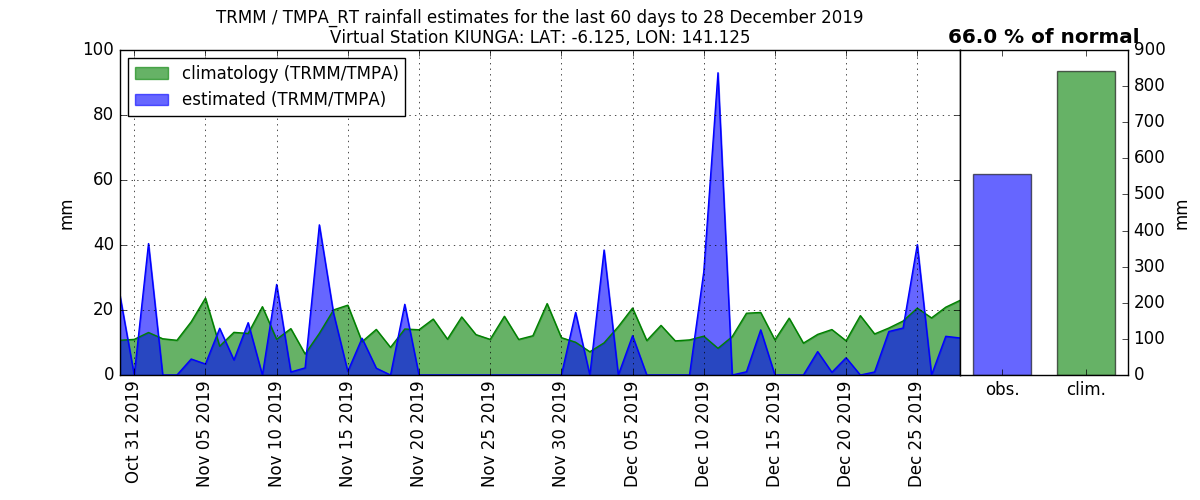 TRMM / TMPA_RT rainfall estimates for the last 60 days to 28 December 2019
Virtual Station KIUNGA: LAT: -6.125, LON: 141.125
66.0 % of normal
climatology (TRMM/TMPA)
estimated (TRMM/TMPA)
mm
100
80
60
40
20
0
Oct 31 2019
Nov 05 2019
Nov 10 2019
Nov 15 2019
Nov 20 2019
Nov 25 2019
Nov 30 2019
Dec 05 2019
Dec 10 2019
Dec 15 2019
Dec 20 2019
Dec 25 2019
obs.
clim.
900
800
700
600
500
400
300
200
100
0
mm